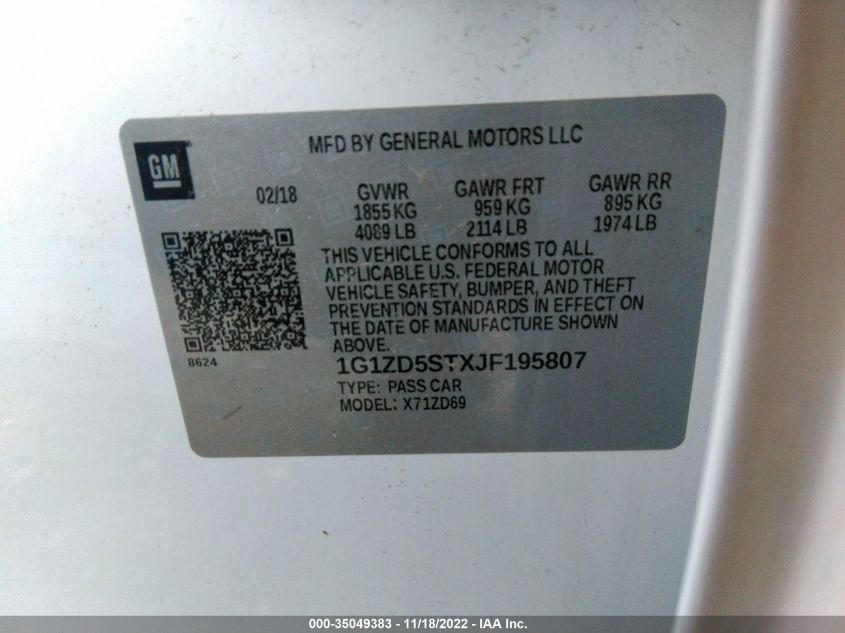 MFD BY GENERAL MOTORS LLC
GM
02/18 GVWR GAWR FRT GAWR RR
1855 KG 959 KG 895 KG
4089 LB 2114 LB 1974 LB
THIS VEHICLE CONFORMS TO ALL
APPLICABLE U.S. FEDERAL MOTOR
VEHICLE SAFETY, BUMPER, AND THEFT
PREVENTION STANDARDS IN EFFECT ON
THE DATE OF MANUFACTURE SHOWN
ABOVE.
8624
1G1ZD5STXJF195807
TYPE: PASS CAR
MODEL: X71ZD69
000-35049383 - 11/18/2022 - IAA Inc.